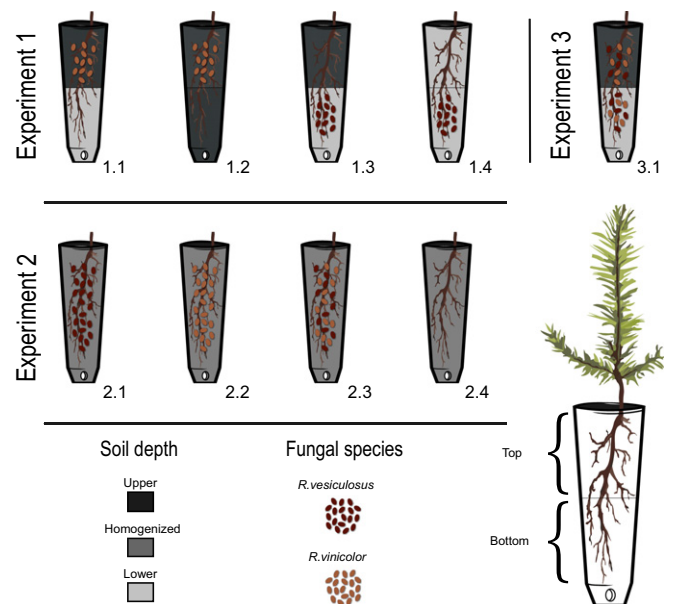 Experiment 1
1.1
1.2
1.3
1.4
Experiment 3
3.1
Experiment 2
2.1
2.2
2.3
2.4
Soil depth
Upper
Homogenized
Lower
Fungal species
R.vesiculosus
R.vinicolor
Top
Bottom